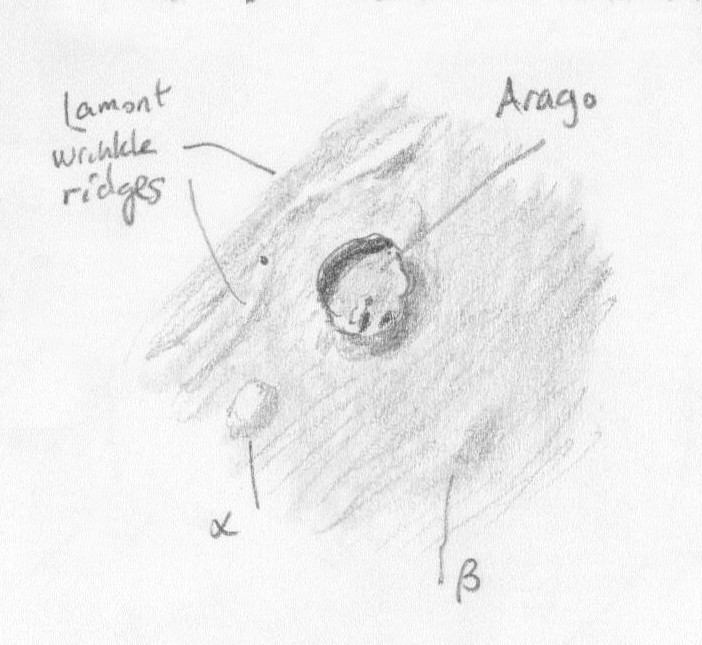 Lamont
wrinkle
ridges
Arago
α
β